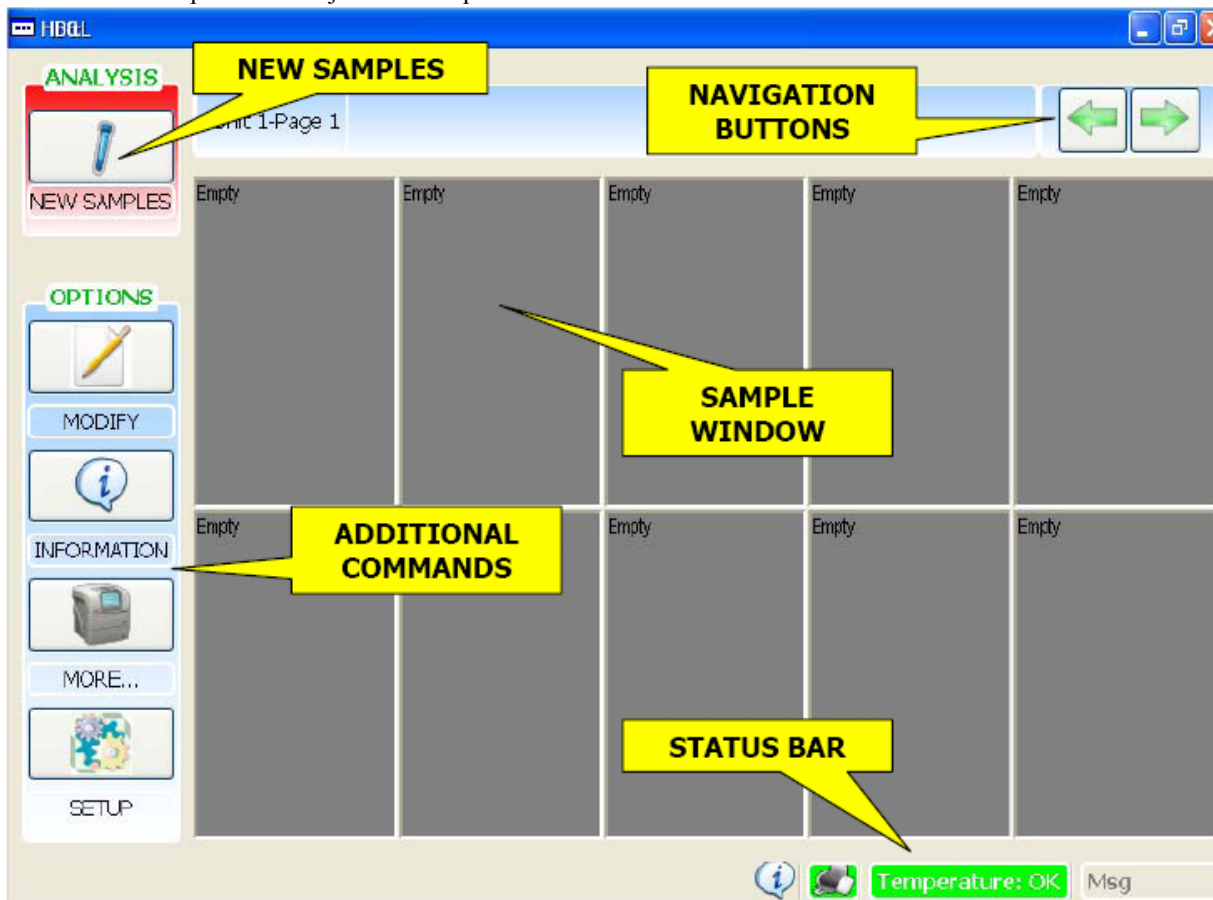 HB&L
ANALYSIS
NEW SAMPLES
NAVIGATION
BUTTONS
Unit 1-Page 1
NEW SAMPLES
Empty Empty Empty Empty Empty
OPTIONS
SAMPLE
WINDOW
MODIFY
Empty Empty Empty Empty
ADDITIONAL
COMMANDS
INFORMATION
MORE...
STATUS BAR
SETUP
Temperature: OK Msg